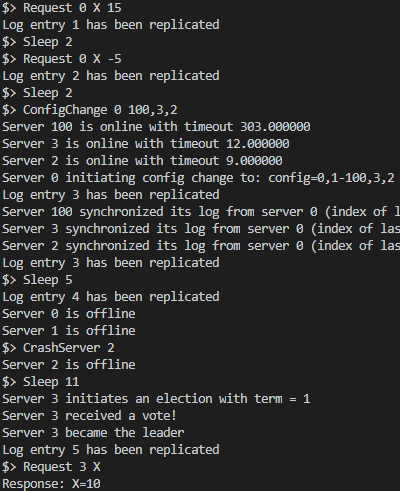 $> Request 0 X 15
Log entry 1 has been replicated
$> Sleep 2
$> Request 0 X -5
Log entry 2 has been replicated
$> Sleep 2
$> ConfigChange 0 100,3,2
Server 100 is online with timeout 303.000000
Server 3 is online with timeout 12.000000
Server 2 is online with timeout 9.000000
Server 0 initiating config change to: config=0,1-100,3,2
Log entry 3 has been replicated
Server 100 synchronized its log from server 0 (index of l
Server 3 synchronized its log from server 0 (index of las
Server 2 synchronized its log from server 0 (index of las
Log entry 3 has been replicated
$> Sleep 5
Log entry 4 has been replicated
Server 0 is offline
Server 1 is offline
$> CrashServer 2
Server 2 is offline
$> Sleep 11
Server 3 initiates an election with term = 1
Server 3 received a vote!
Server 3 became the leader
Log entry 5 has been replicated
$> Request 3 X
Response: X=10